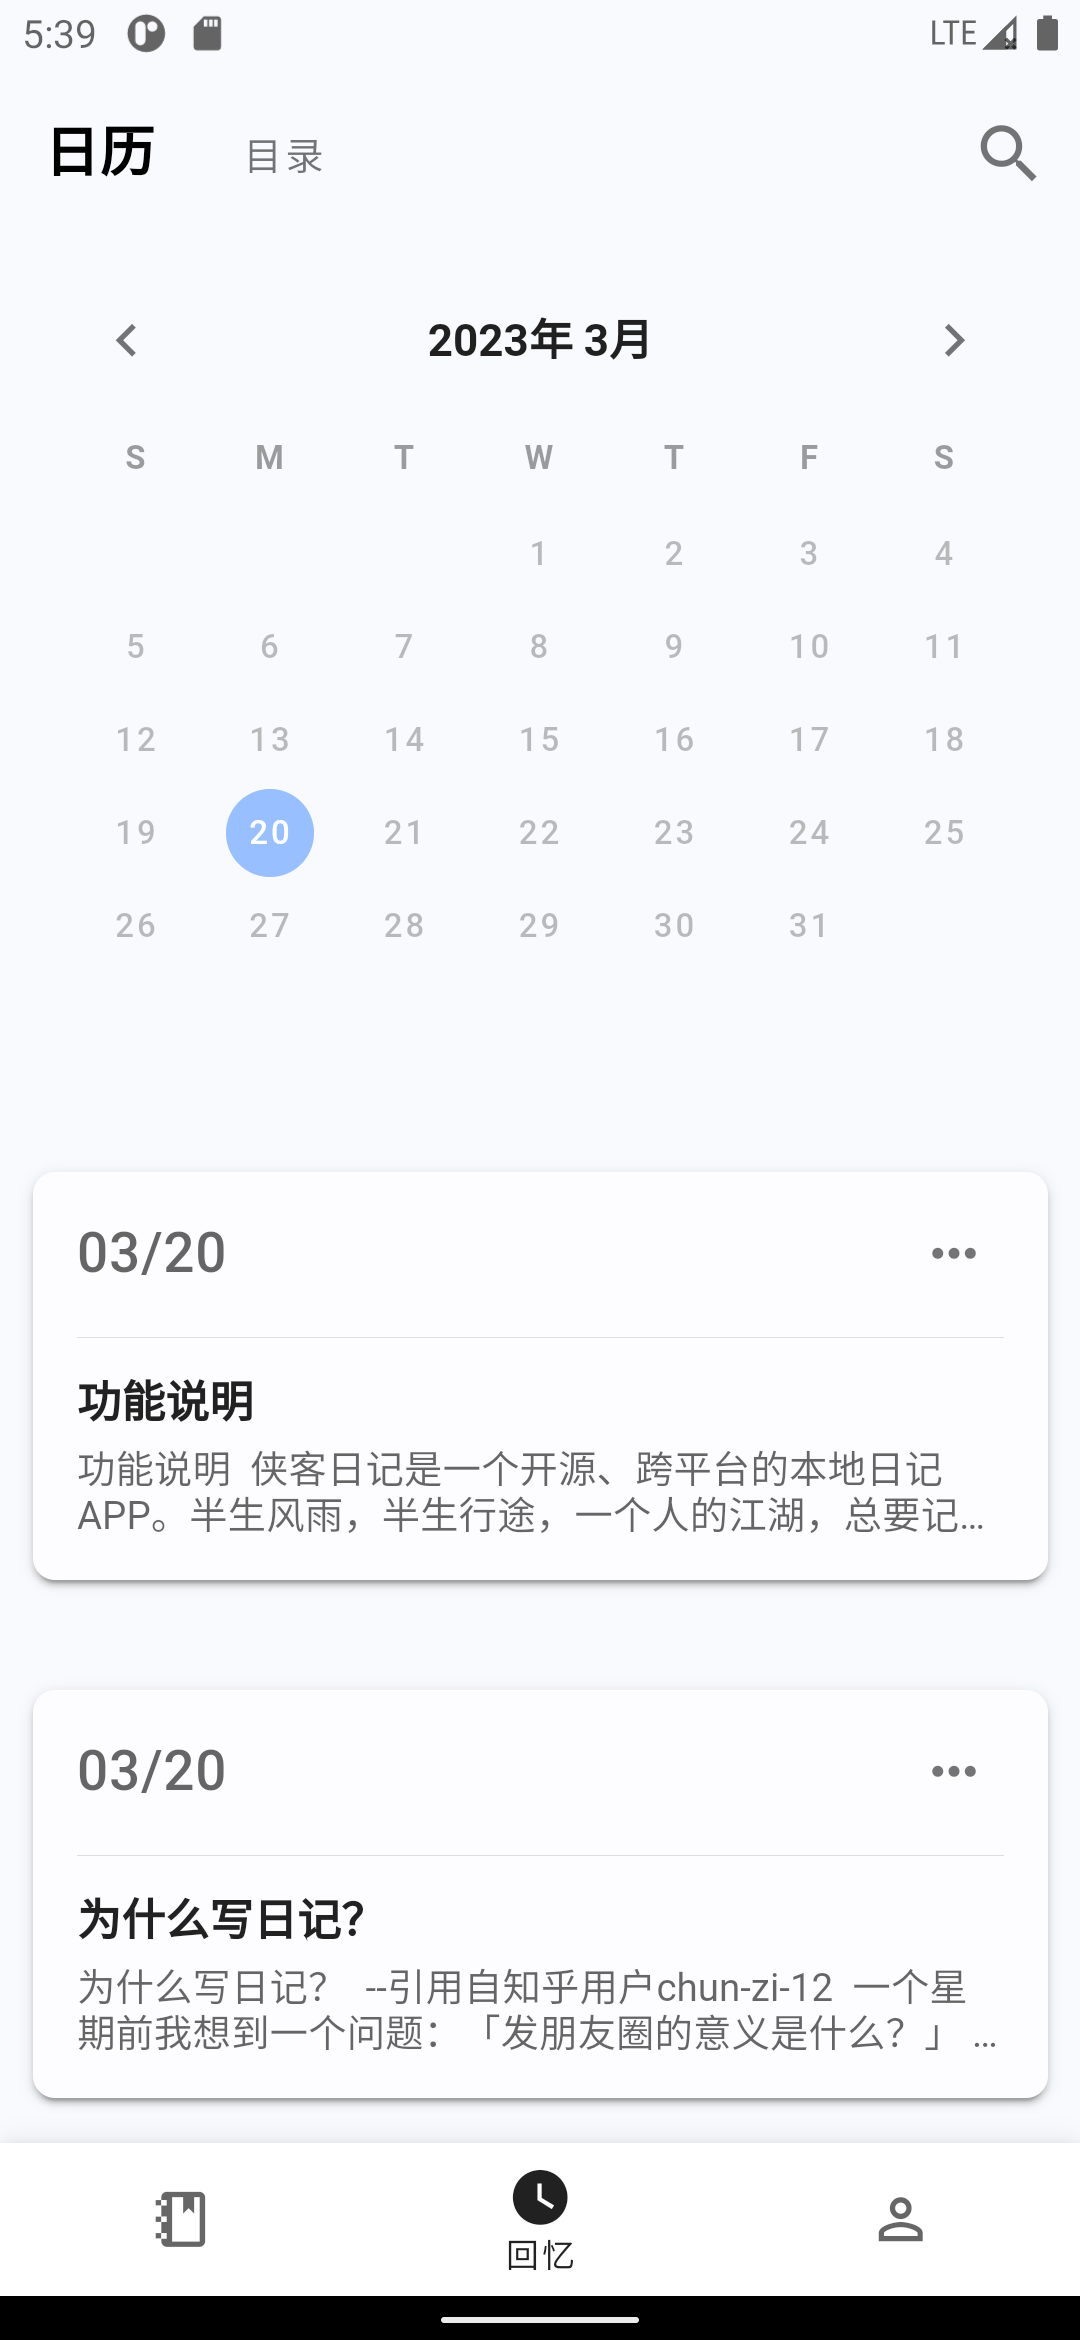 5:39 LTE
日历 目录
2023年 3月
S M T W T F S
1 2 3 4
5 6 7 8 9 10 11
12 13 14 15 16 17 18
19 20 21 22 23 24 25
26 27 28 29 30 31
03/20
功能说明
功能说明 侠客日记是一个开源、跨平台的本地日记
APP。半生风雨，半生行途，一个人的江湖，总要记...
03/20
为什么写日记？
为什么写日记？ --引用自知乎用户chun-zi-12 一个星
期前我想到一个问题：「发朋友圈的意义是什么？」 ...
回忆